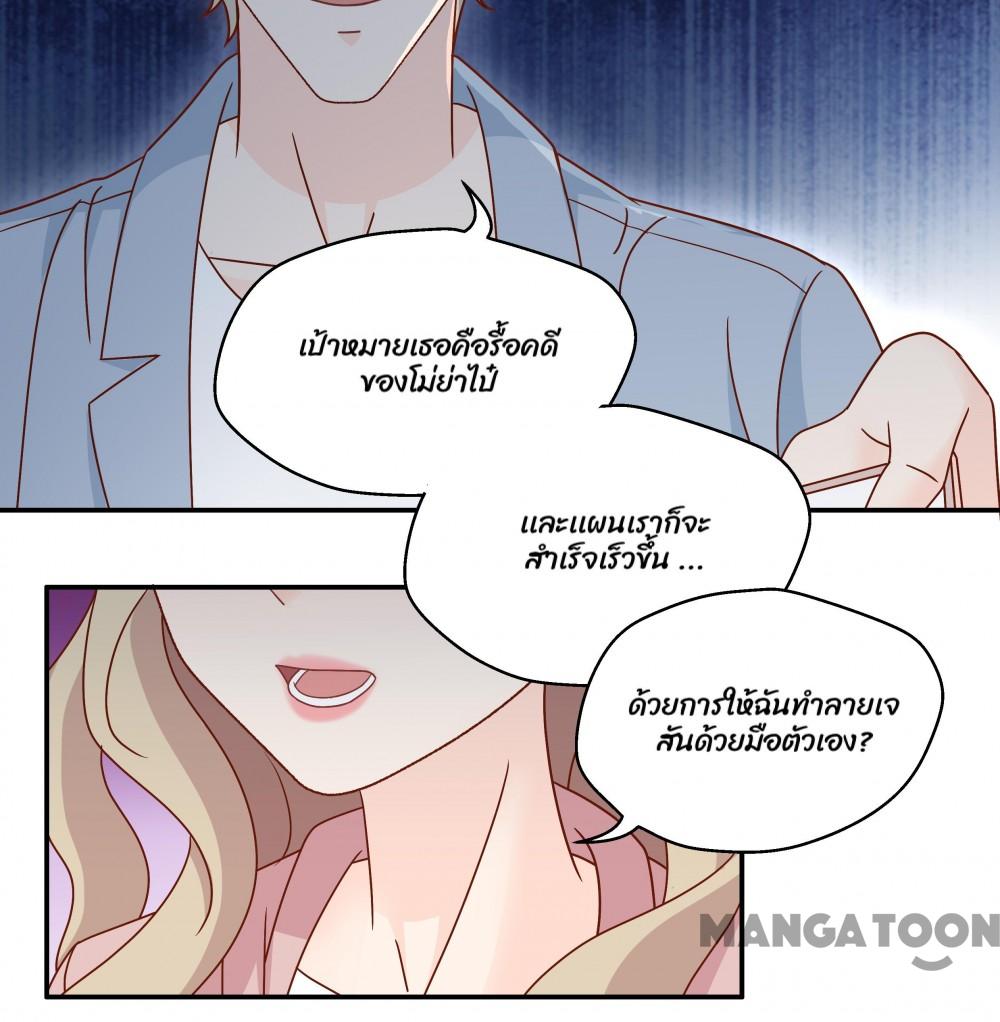 เป้าหมายเธอคือรื้อคดี
ของโม่ย่าไป๋
และแผนเราก็จะ
สำเร็จเร็วขึ้น ...
ด้วยการให้ฉันทำลายเจ
สันด้วยมือตัวเอง?
MANGATOON